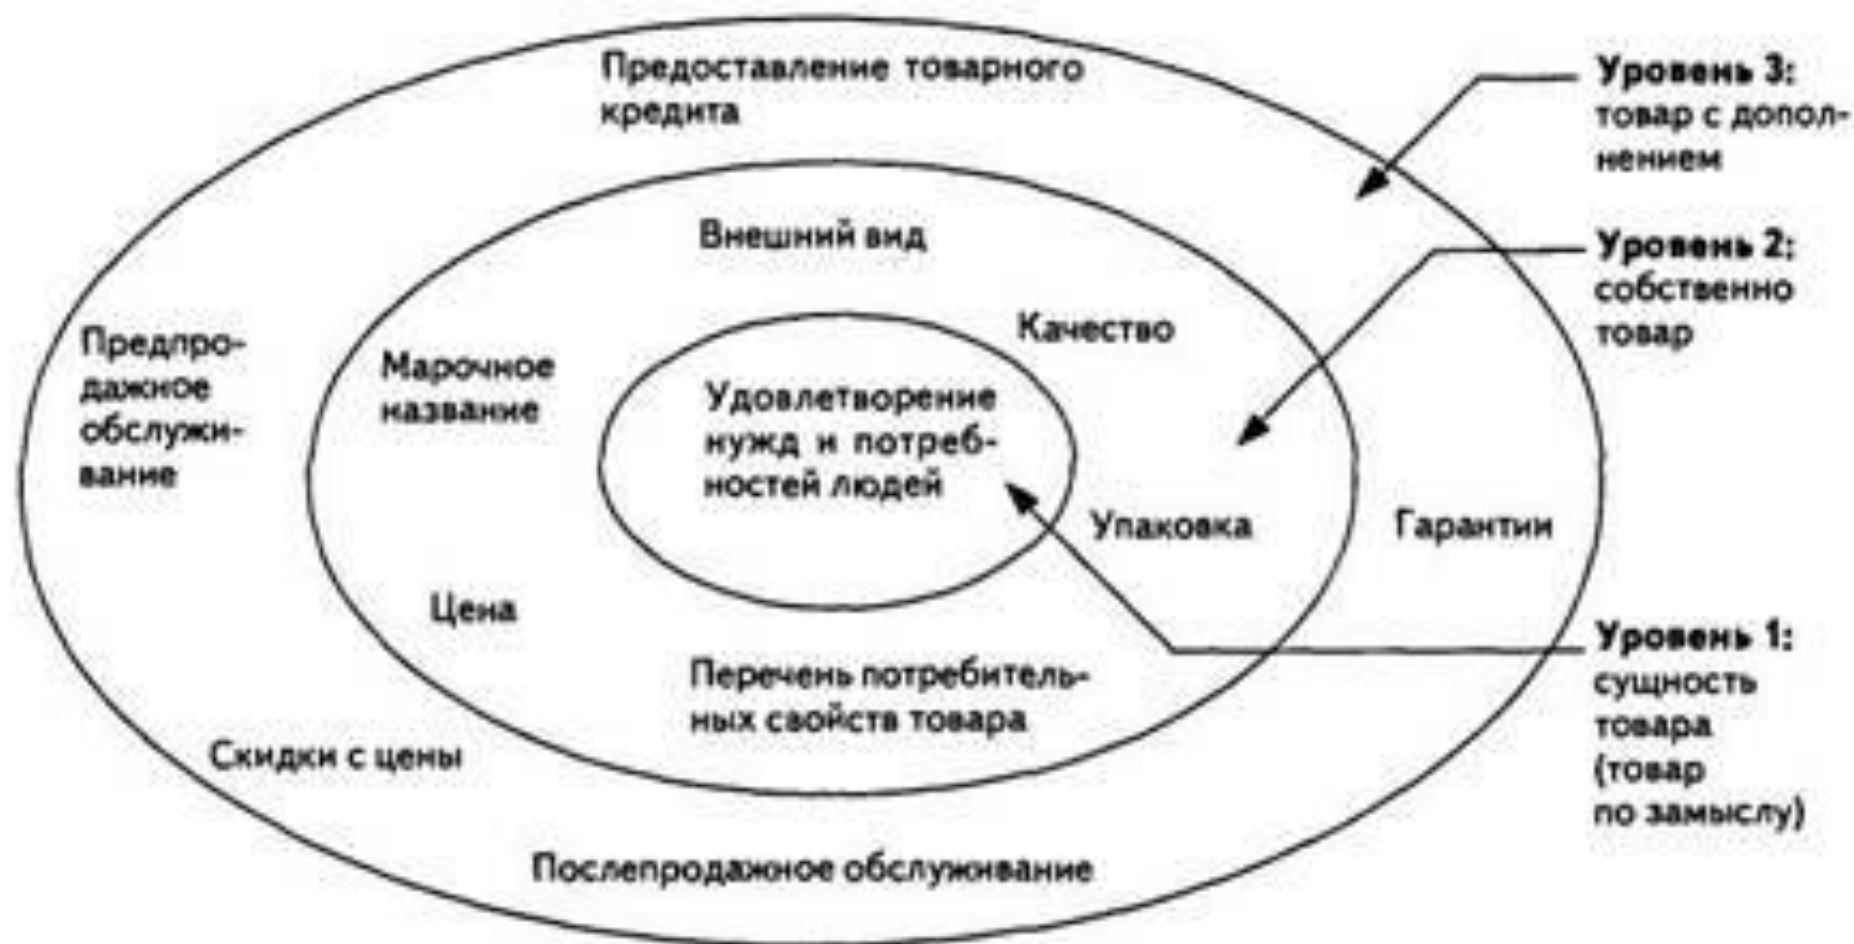 Предоставление товарного
кредита
Внешний вид
Качество
Предпро-
дажное
обслужи-
вание
Марочное
название
Удовлетворение
нужд и потреб-
ностей людей
Упаковка
Гарантии
Цена
Перечень потребитель-
ных свойств товара
Скидки с цены
Послепродажное обслуживание
Уровень 3:
товар с допол-
нением
Уровень 2:
собственно
товар
Уровень 1:
сущность
товара
(товар
по замыслу)